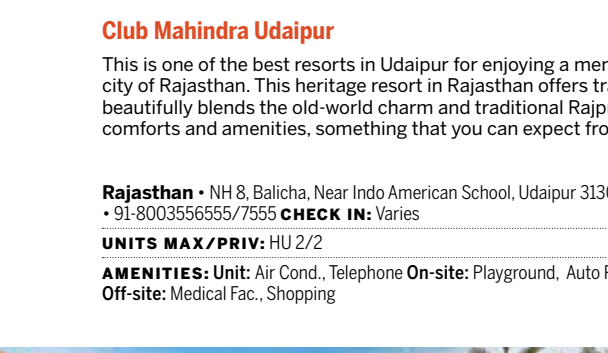 Club Mahindra Udaipur
This is one of the best resorts in Udaipur for enjoying a
city of Rajasthan. This heritage resort in Rajasthan offers
beautifully blends the old-world charm and traditional
comforts and amenities, something that you can expect
Rajasthan • NH 8, Balicha, Near Indo American School, Udaipur
• 91-8003556555/7555 CHECK IN: Varies
UNITS MAX/PRIV: HU 2/2
AMENITIES: Unit: Air Cond., Telephone On-site: Playground, Auto
Off-site: Medical Fac., Shopping